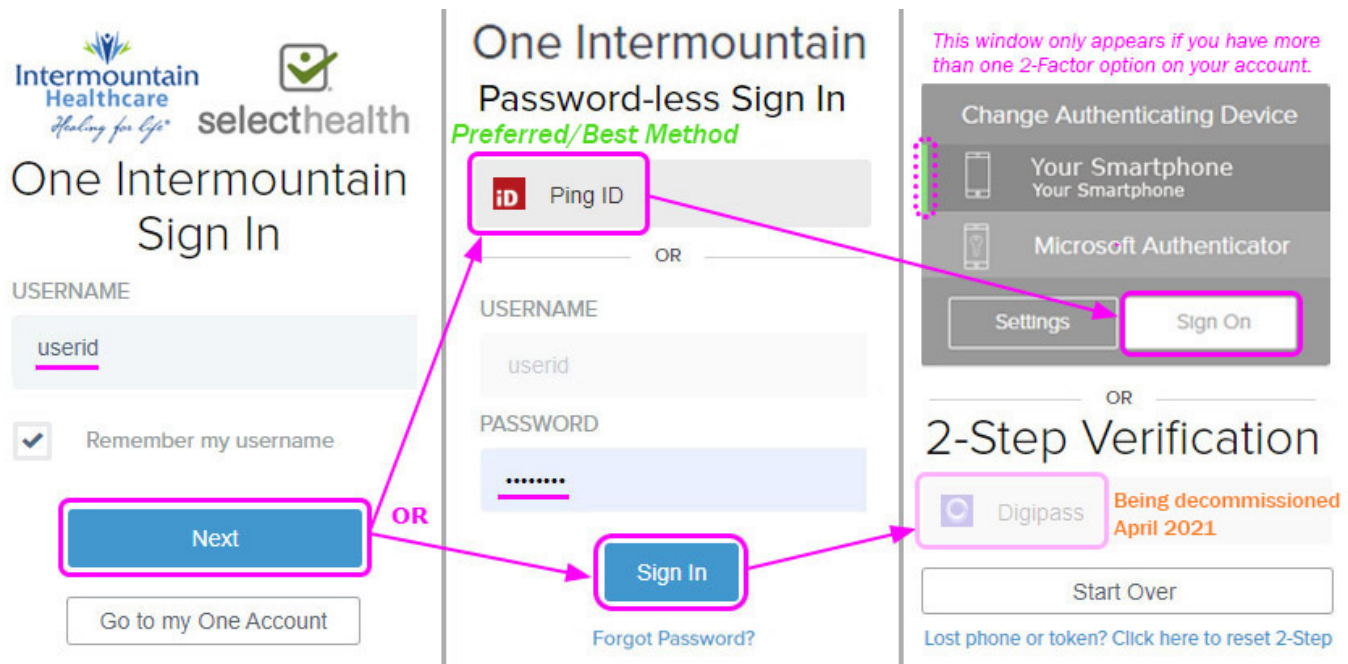 Intermountain
Healthcare
Healing for life®
selecthealth
One Intermountain
Sign In
USERNAME
userid
Remember my username
Next
OR
Go to my One Account
One Intermountain
Password-less Sign In
Preferred/Best Method
iD Ping ID
OR
USERNAME
userid
PASSWORD
••••••••
Sign In
Forgot Password?
This window only appears if you have more
than one 2-Factor option on your account.
Change Authenticating Device
Your Smartphone
Your Smartphone
Microsoft Authenticator
Settings
Sign On
OR
2-Step Verification
Digipass
Being decommissioned
April 2021
Start Over
Lost phone or token? Click here to reset 2-Step